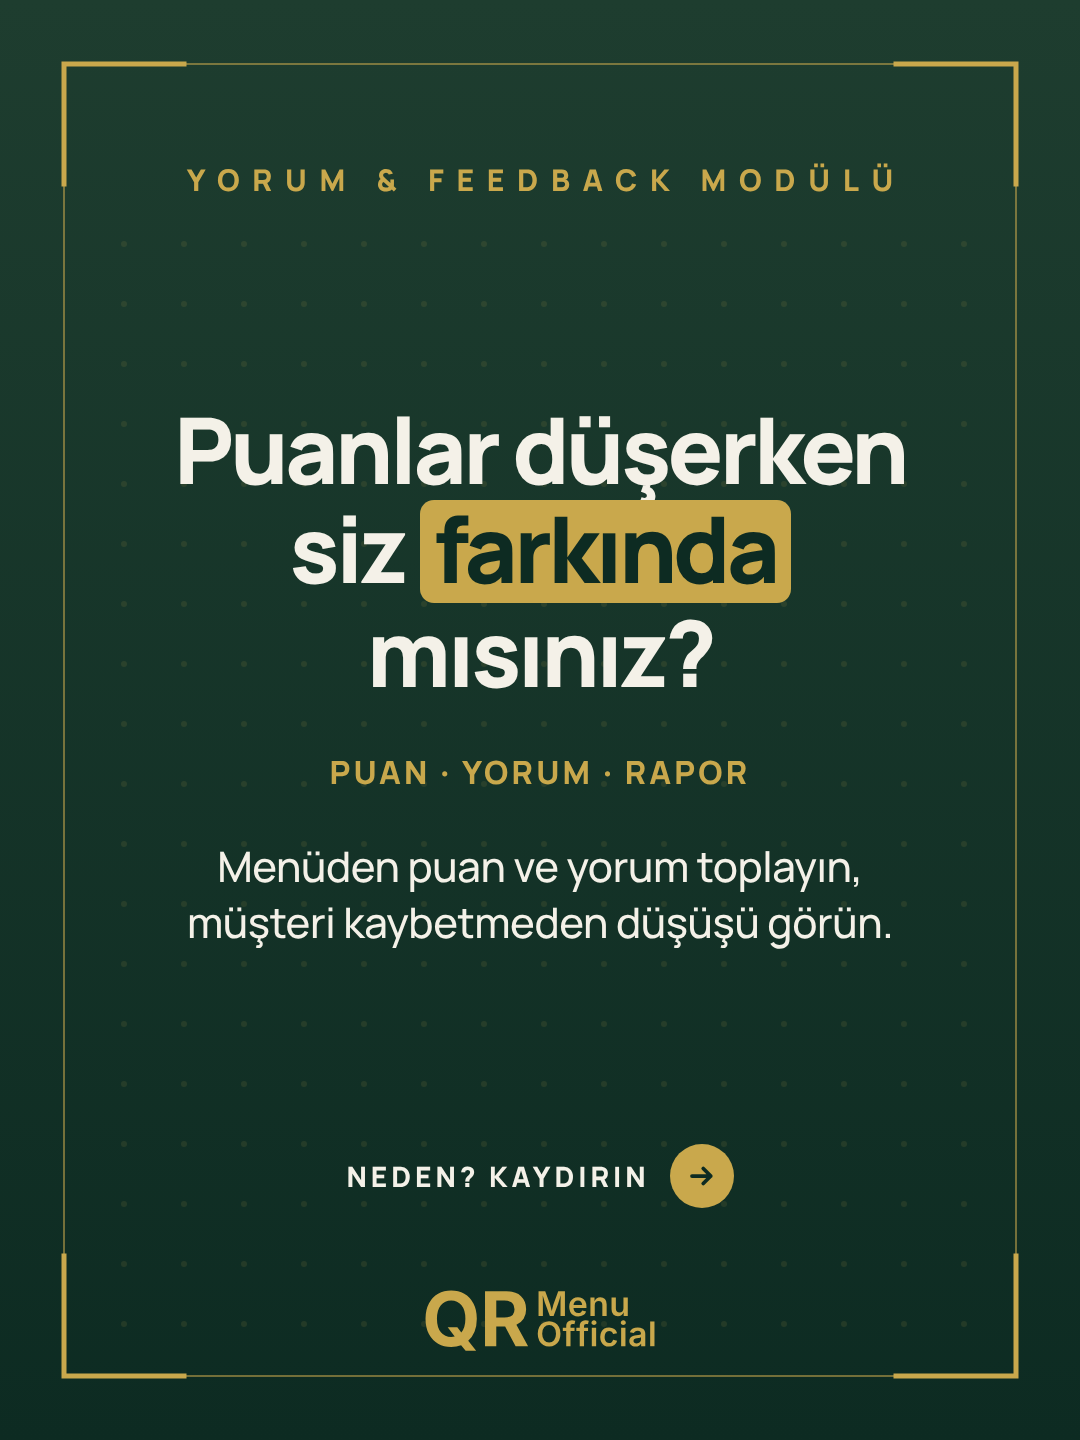 YORUM & FEEDBACK MODÜLÜ
Puanlar düşerken
siz farkında
mısınız?
PUAN · YORUM · RAPOR
Menüden puan ve yorum toplayın,
müşteri kaybetmeden düşüşü görün.
NEDEN? KAYDIRIN
QR Menu
Official